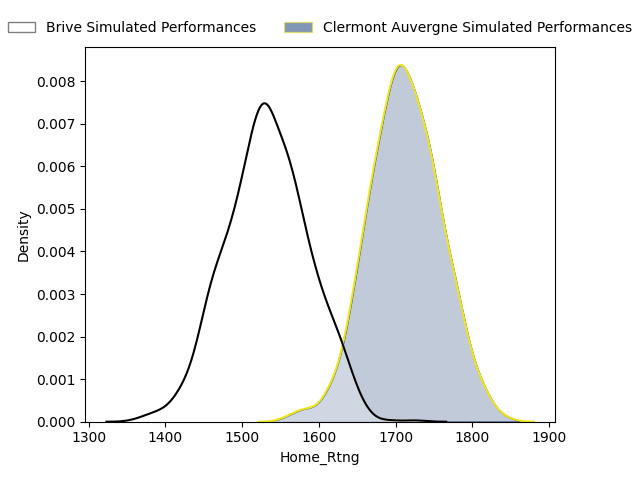 Brive Simulated Performances
Clermont Auvergne Simulated Performances
0.008
0.007
0.006
0.005
0.004
0.003
0.002
0.001
0.000
Density
1300 1400 1500 1600 1700 1800 1900
Home_Rtng